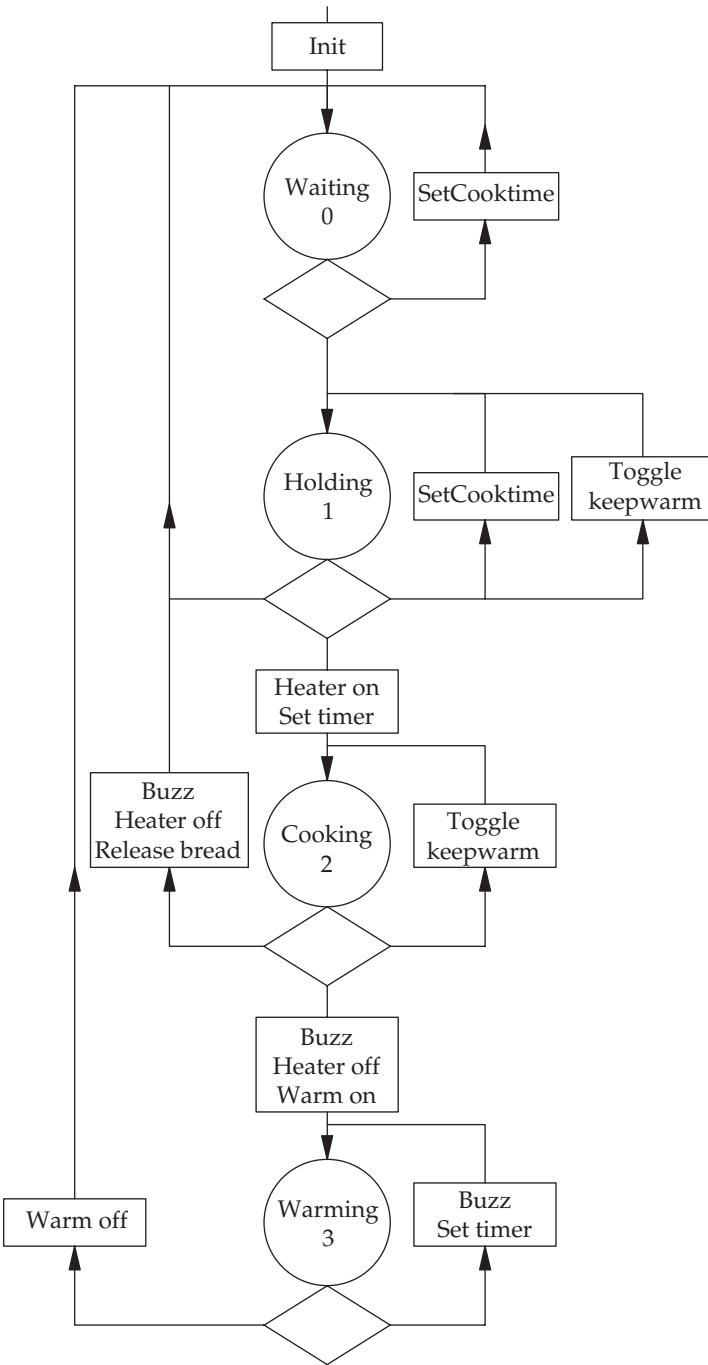 Init
Waiting
0
SetCooktime
Holding
1
SetCooktime
Toggle
keepwarm
Heater on
Set timer
Buzz
Heater off
Release bread
Cooking
2
Toggle
keepwarm
Buzz
Heater off
Warm on
Warm off
Warming
3
Buzz
Set timer